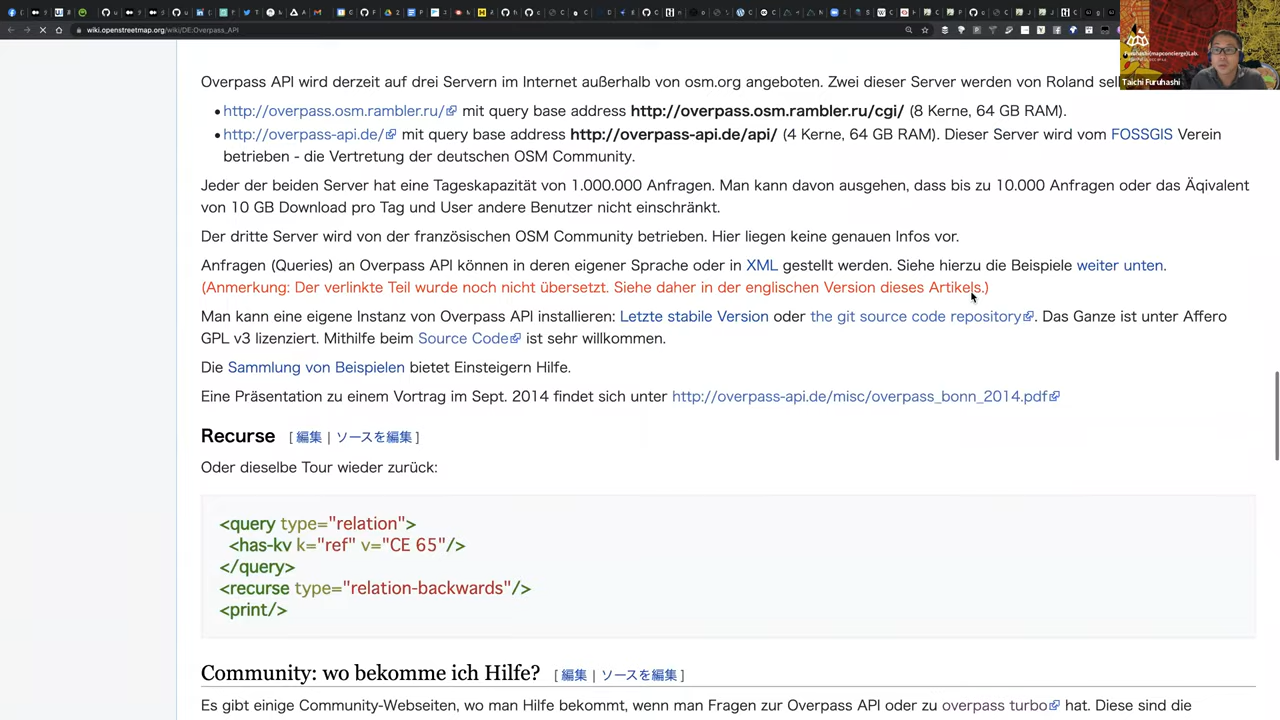 wiki.openstreetmap.org/wiki/DE:Overpass_API
Taichi Furuhashi
Overpass API wird derzeit auf drei Servern im Internet außerhalb von osm.org angeboten. Zwei dieser Server werden von Roland sel
• http://overpass.osm.rambler.ru/ mit query base address http://overpass.osm.rambler.ru/cgi/ (8 Kerne, 64 GB RAM).
• http://overpass-api.de/ mit query base address http://overpass-api.de/api/ (4 Kerne, 64 GB RAM). Dieser Server wird vom FOSSGIS Verein
betrieben - die Vertretung der deutschen OSM Community.
Jeder der beiden Server hat eine Tageskapazität von 1.000.000 Anfragen. Man kann davon ausgehen, dass bis zu 10.000 Anfragen oder das Äqivalent
von 10 GB Download pro Tag und User andere Benutzer nicht einschränkt.
Der dritte Server wird von der französischen OSM Community betrieben. Hier liegen keine genauen Infos vor.
Anfragen (Queries) an Overpass API können in deren eigener Sprache oder in XML gestellt werden. Siehe hierzu die Beispiele weiter unten.
(Anmerkung: Der verlinkte Teil wurde noch nicht übersetzt. Siehe daher in der englischen Version dieses Artikels.)
Man kann eine eigene Instanz von Overpass API installieren: Letzte stabile Version oder the git source code repository. Das Ganze ist unter Affero
GPL v3 lizenziert. Mithilfe beim Source Code ist sehr willkommen.
Die Sammlung von Beispielen bietet Einsteigern Hilfe.
Eine Präsentation zu einem Vortrag im Sept. 2014 findet sich unter http://overpass-api.de/misc/overpass_bonn_2014.pdf
Recurse [ 編集 | ソースを編集 ]
Oder dieselbe Tour wieder zurück:
<query type="relation">
<has-kv k="ref" v="CE 65"/>
</query>
<recurse type="relation-backwards"/>
<print/>
Community: wo bekomme ich Hilfe? [ 編集 | ソースを編集 ]
Es gibt einige Community-Webseiten, wo man Hilfe bekommt, wenn man Fragen zur Overpass API oder zu overpass turbo hat. Diese sind die